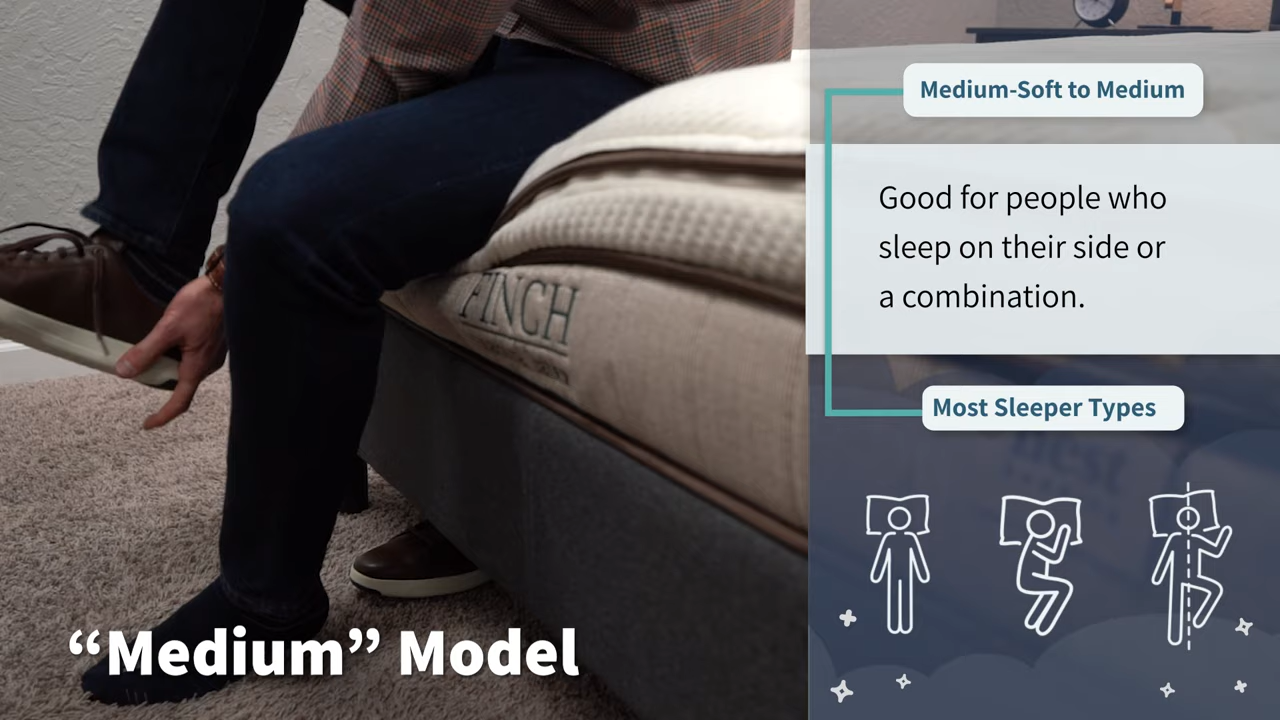 Medium-Soft to Medium
Good for people who
sleep on their side or
a combination.
Most Sleeper Types
FINCH
“Medium” Model